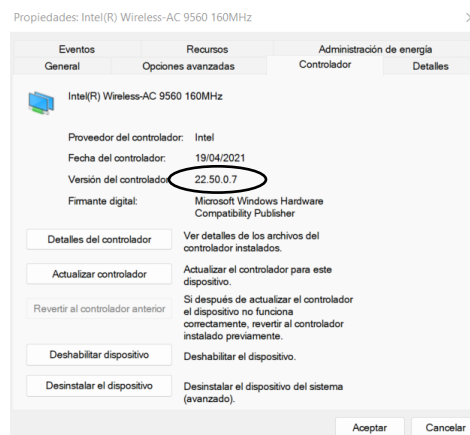 Propiedades: Intel(R) Wireless-AC 9560 160MHz
Eventos Recursos Administración de energía
General Opciones avanzadas Controlador Detalles
Intel(R) Wireless-AC 9560 160MHz
Proveedor del controlador: Intel
Fecha del controlador: 19/04/2021
Versión del controlador 22.50.0.7
Firmante digital: Microsoft Windows Hardware
Compatibility Publisher
Detalles del controlador Ver detalles de los archivos del
controlador instalados.
Actualizar controlador Actualizar el controlador para este
dispositivo.
Revertir al controlador anterior Si después de actualizar el controlador
el dispositivo no funciona
correctamente, revertir al controlador
instalado previamente.
Deshabilitar dispositivo Deshabilitar el dispositivo.
Desinstalar el dispositivo Desinstalar el dispositivo del sistema
(avanzado).
Aceptar Cancelar